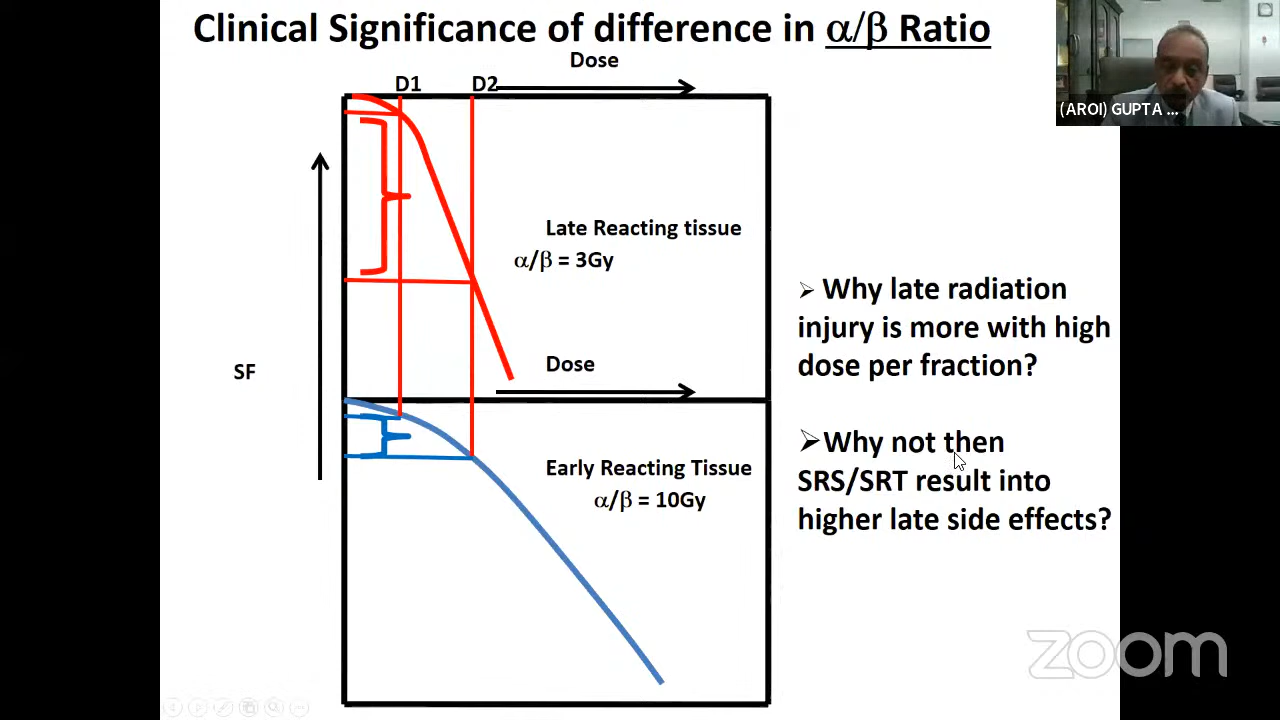 Clinical Significance of difference in α/β Ratio
Dose
D1
D2
Late Reacting tissue
α/β = 3Gy
SF
Dose
Early Reacting Tissue
α/β = 10Gy
➢ Why late radiation
injury is more with high
dose per fraction?
➢Why not then
SRS/SRT result into
higher late side effects?
(AROI) GUPTA ...
zoom